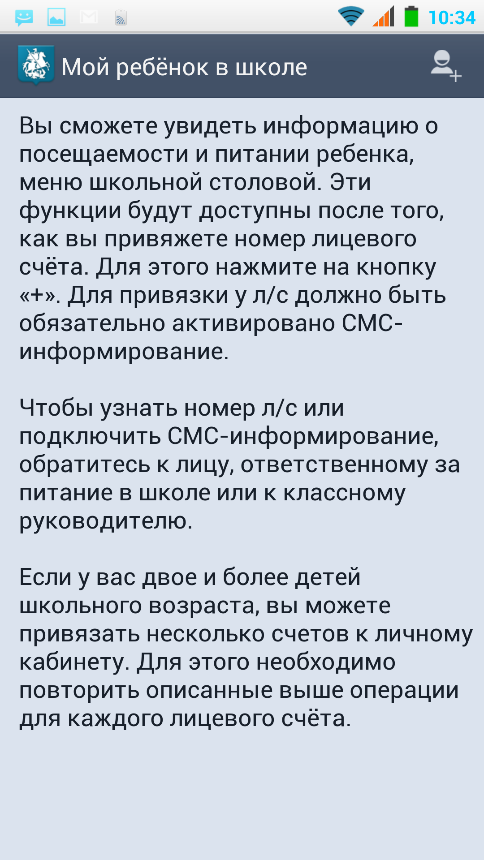 10:34
Мой ребёнок в школе
Вы сможете увидеть информацию о
посещаемости и питании ребенка,
меню школьной столовой. Эти
функции будут доступны после того,
как вы привяжете номер лицевого
счёта. Для этого нажмите на кнопку
«+». Для привязки у л/с должно быть
обязательно активировано СМС-
информирование.
Чтобы узнать номер л/с или
подключить СМС-информирование,
обратитесь к лицу, ответственному за
питание в школе или к классному
руководителю.
Если у вас двое и более детей
школьного возраста, вы можете
привязать несколько счетов к личному
кабинету. Для этого необходимо
повторить описанные выше операции
для каждого лицевого счёта.